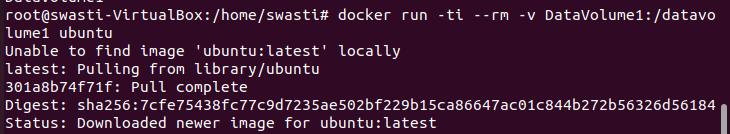 root@swasti-VirtualBox:/home/swasti# docker run -ti --rm -v DataVolume1:/datavo
lume1 ubuntu
Unable to find image 'ubuntu:latest' locally
latest: Pulling from library/ubuntu
301a8b74f71f: Pull complete
Digest: sha256:7cfe75438fc77c9d7235ae502bf229b15ca86647ac01c844b272b56326d56184
Status: Downloaded newer image for ubuntu:latest